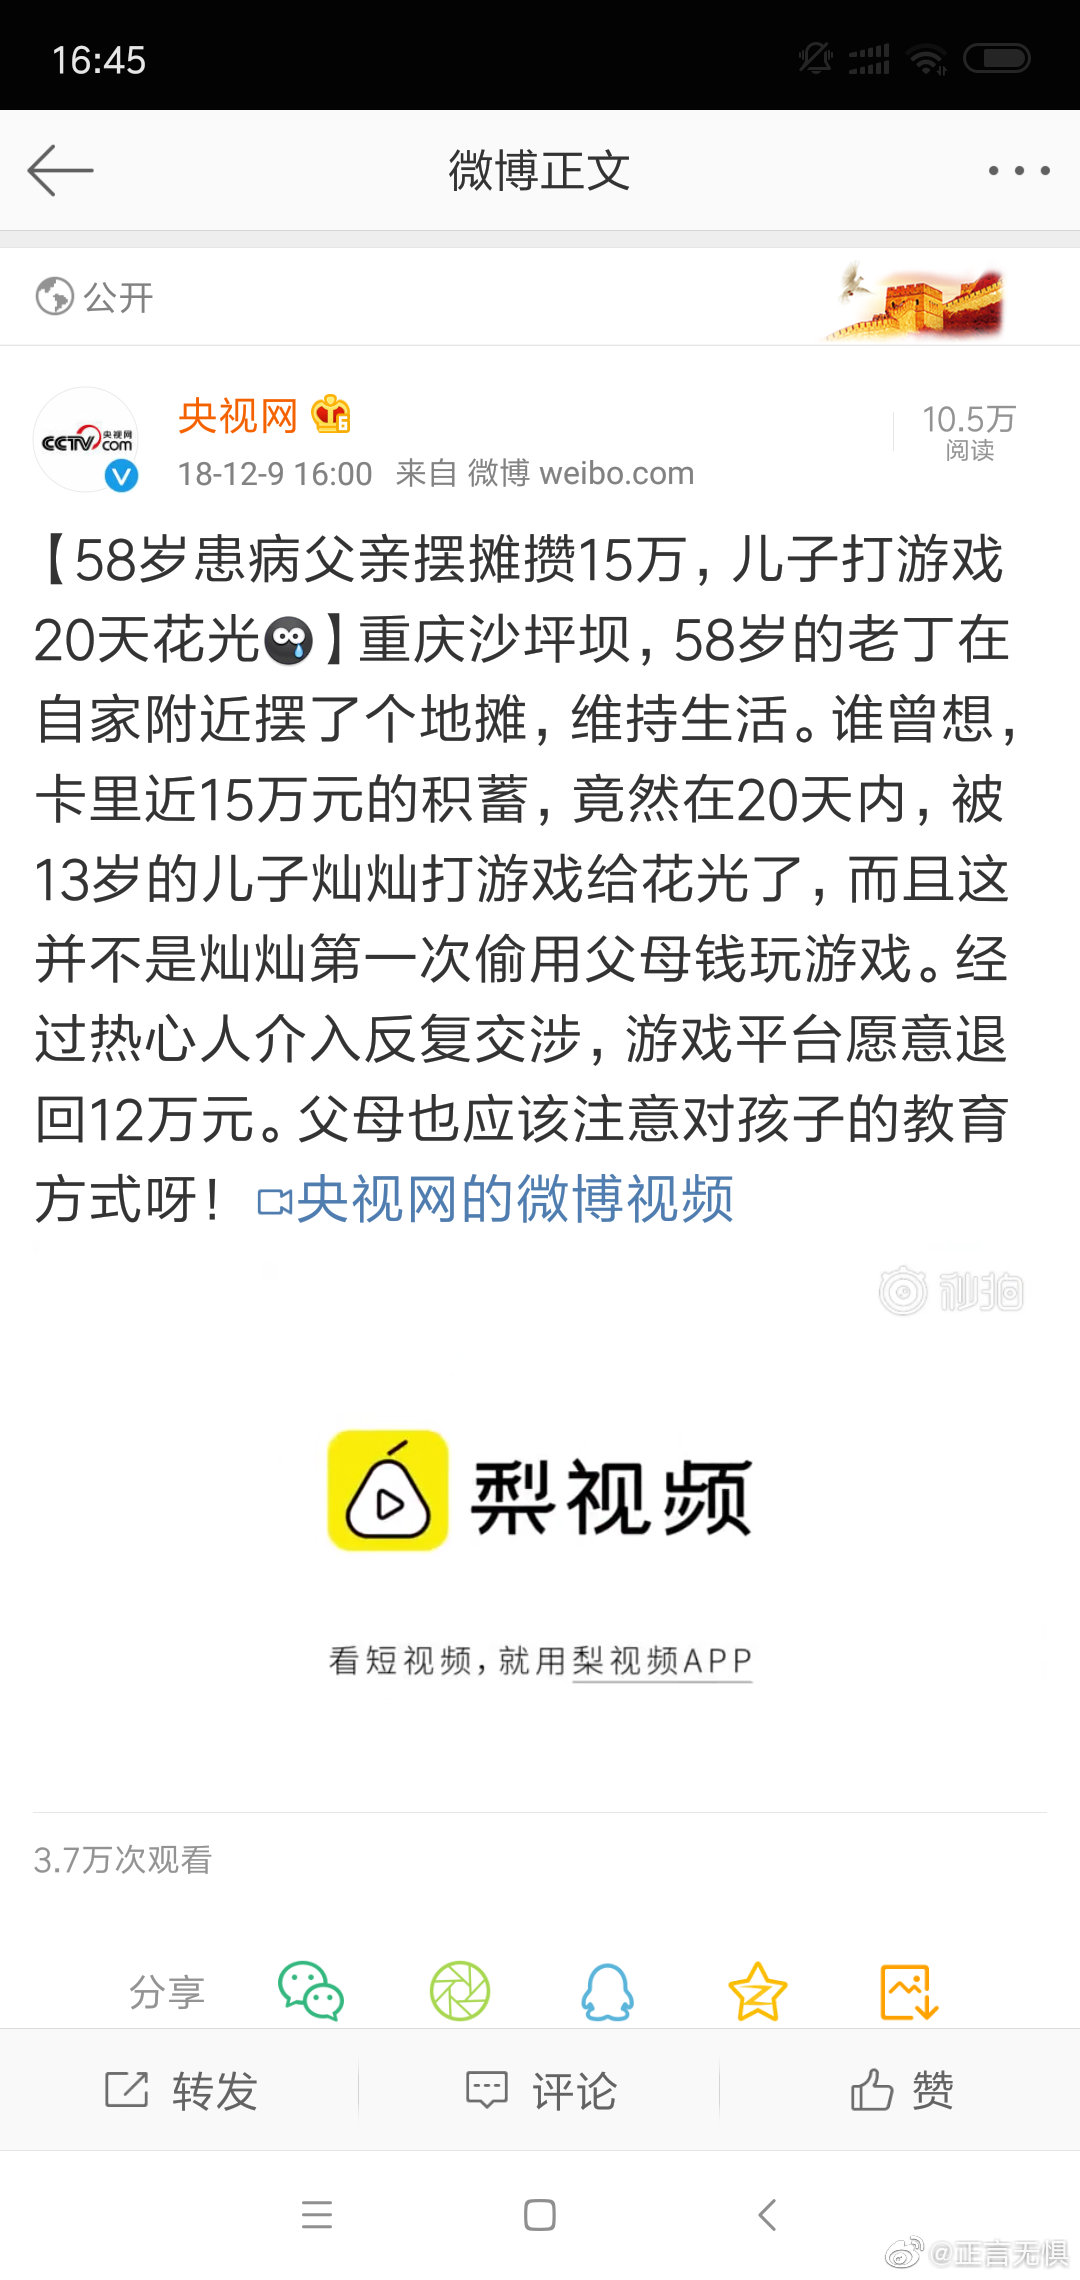 16:45
微博正文
公开
CCTV央视网
com
央视网 6
10.5万
18-12-9 16:00 来自 微博 weibo.com
阅读
【58岁患病父亲摆摊攒15万，儿子打游戏
20天花光】重庆沙坪坝，58岁的老丁在
自家附近摆了个地摊，维持生活。谁曾想，
卡里近15万元的积蓄，竟然在20天内，被
13岁的儿子灿灿打游戏给花光了，而且这
并不是灿灿第一次偷用父母钱玩游戏。经
过热心人介入反复交涉，游戏平台愿意退
回12万元。父母也应该注意对孩子的教育
方式呀！ 央视网的微博视频
秒拍
梨视频
看短视频，就用梨视频APP
3.7万次观看
分享
转发 评论 赞
@正言无惧